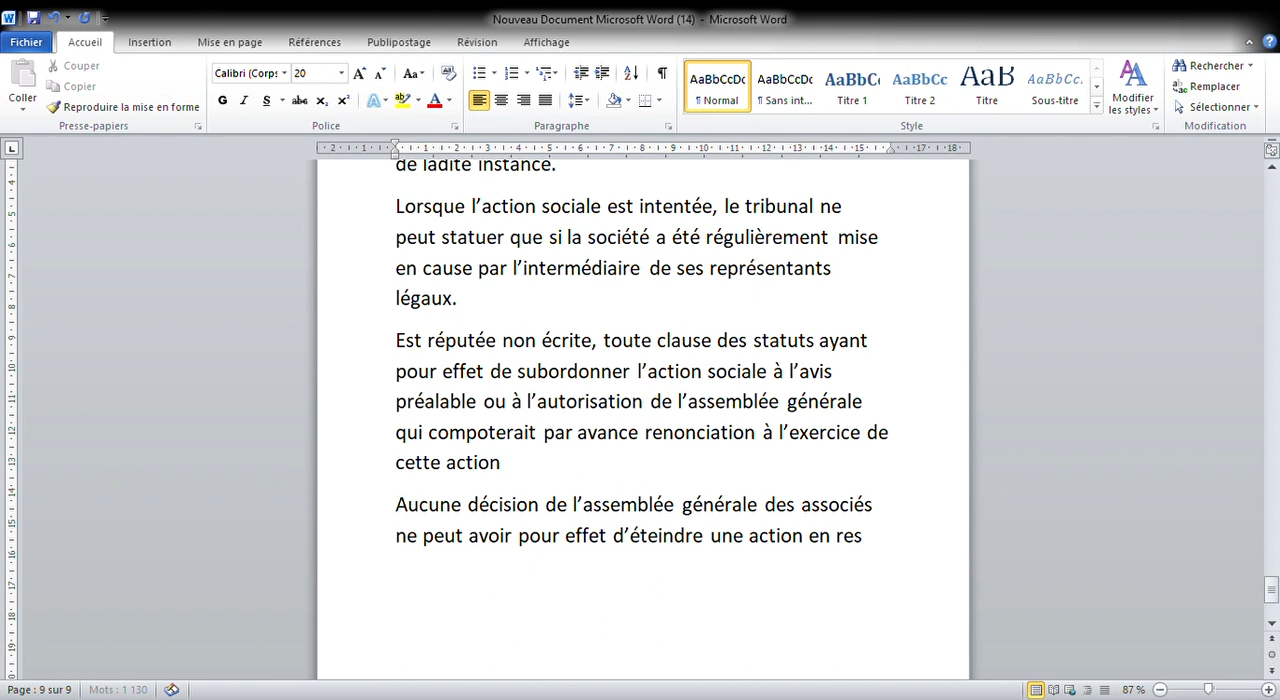 Nouveau Document Microsoft Word (14) - Microsoft Word
Fichier Accueil Insertion Mise en page Références Publipostage Révision Affichage
Coller
Couper
Copier
Reproduire la mise en forme
Presse-papiers
Calibri (Corps 20
G I S abc x₂ x²
Police
Paragraphe
AaBbCcDc AaBbCcDc AaBbC AaBbCc AaB AaBbCc.
¶ Normal ¶ Sans int... Titre 1 Titre 2 Titre Sous-titre
Modifier
les styles
Style
Rechercher
Remplacer
Sélectionner
Modification
de ladite instance.
Lorsque l’action sociale est intentée, le tribunal ne
peut statuer que si la société a été régulièrement mise
en cause par l’intermédiaire de ses représentants
légaux.
Est réputée non écrite, toute clause des statuts ayant
pour effet de subordonner l’action sociale à l’avis
préalable ou à l’autorisation de l’assemblée générale
qui compoterait par avance renonciation à l’exercice de
cette action
Aucune décision de l’assemblée générale des associés
ne peut avoir pour effet d’éteindre une action en res
Page : 9 sur 9 Mots : 1 130
87 %